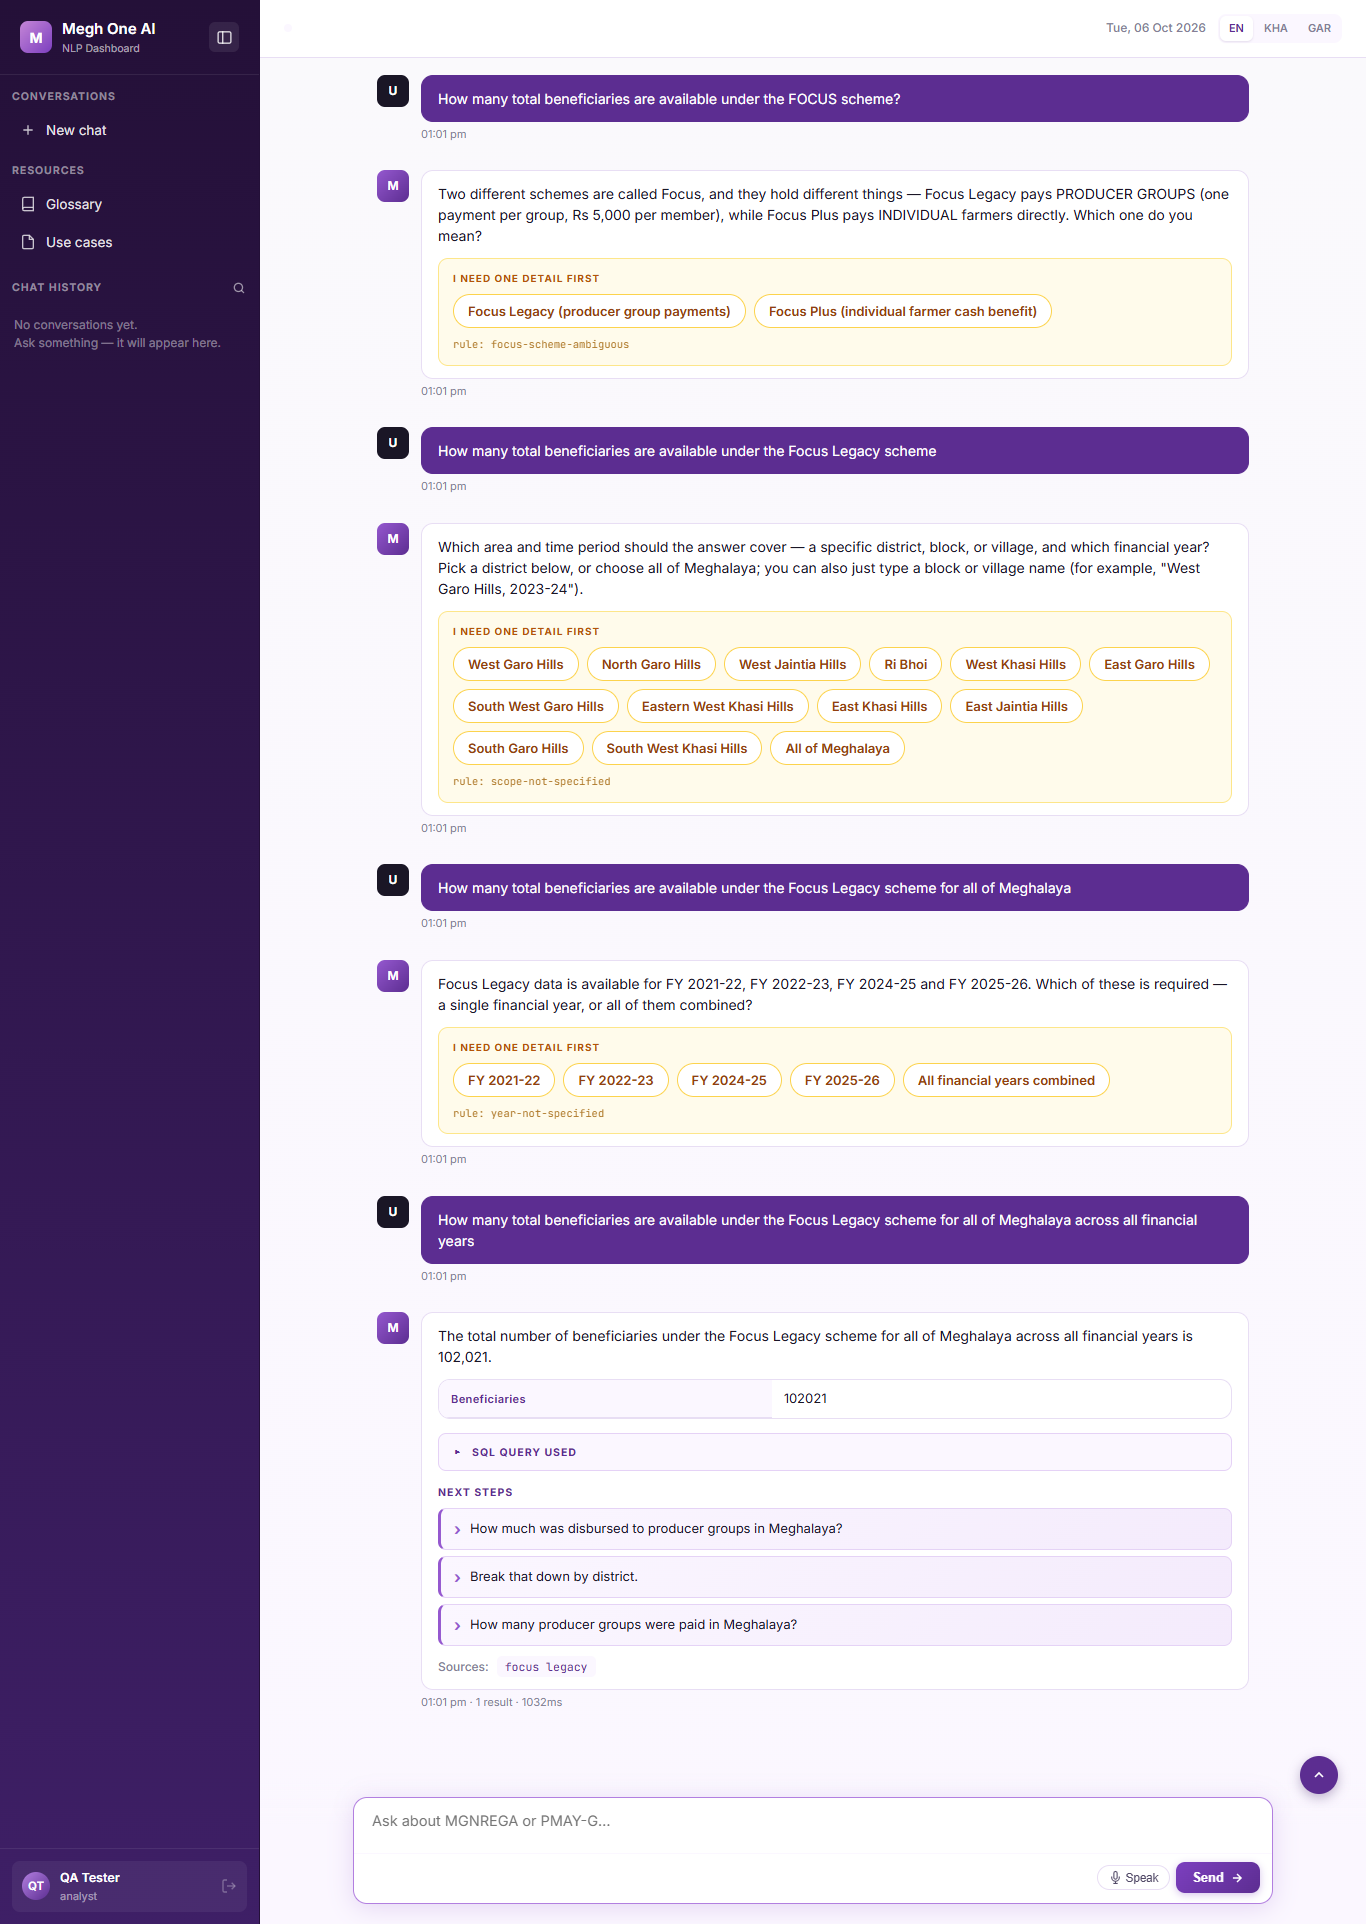 M
Megh One AI
NLP Dashboard
CONVERSATIONS
New chat
RESOURCES
Glossary
Use cases
CHAT HISTORY
No conversations yet.
Ask something — it will appear here.
QT
QA Tester
analyst
Tue, 06 Oct 2026
EN KHA GAR
U
How many total beneficiaries are available under the FOCUS scheme?
01:01 pm
M
Two different schemes are called Focus, and they hold different things — Focus Legacy pays PRODUCER GROUPS (one
payment per group, Rs 5,000 per member), while Focus Plus pays INDIVIDUAL farmers directly. Which one do you
mean?
I NEED ONE DETAIL FIRST
Focus Legacy (producer group payments) Focus Plus (individual farmer cash benefit)
rule: focus-scheme-ambiguous
01:01 pm
U
How many total beneficiaries are available under the Focus Legacy scheme
01:01 pm
M
Which area and time period should the answer cover — a specific district, block, or village, and which financial year?
Pick a district below, or choose all of Meghalaya; you can also just type a block or village name (for example, "West
Garo Hills, 2023-24").
I NEED ONE DETAIL FIRST
West Garo Hills North Garo Hills West Jaintia Hills Ri Bhoi West Khasi Hills East Garo Hills
South West Garo Hills Eastern West Khasi Hills East Khasi Hills East Jaintia Hills
South Garo Hills South West Khasi Hills All of Meghalaya
rule: scope-not-specified
01:01 pm
U
How many total beneficiaries are available under the Focus Legacy scheme for all of Meghalaya
01:01 pm
M
Focus Legacy data is available for FY 2021-22, FY 2022-23, FY 2024-25 and FY 2025-26. Which of these is required —
a single financial year, or all of them combined?
I NEED ONE DETAIL FIRST
FY 2021-22 FY 2022-23 FY 2024-25 FY 2025-26 All financial years combined
rule: year-not-specified
01:01 pm
U
How many total beneficiaries are available under the Focus Legacy scheme for all of Meghalaya across all financial
years
01:01 pm
M
The total number of beneficiaries under the Focus Legacy scheme for all of Meghalaya across all financial years is
102,021.
Beneficiaries 102021
SQL QUERY USED
NEXT STEPS
How much was disbursed to producer groups in Meghalaya?
Break that down by district.
How many producer groups were paid in Meghalaya?
Sources: focus legacy
01:01 pm · 1 result · 1032ms
Ask about MGNREGA or PMAY-G...
Speak Send